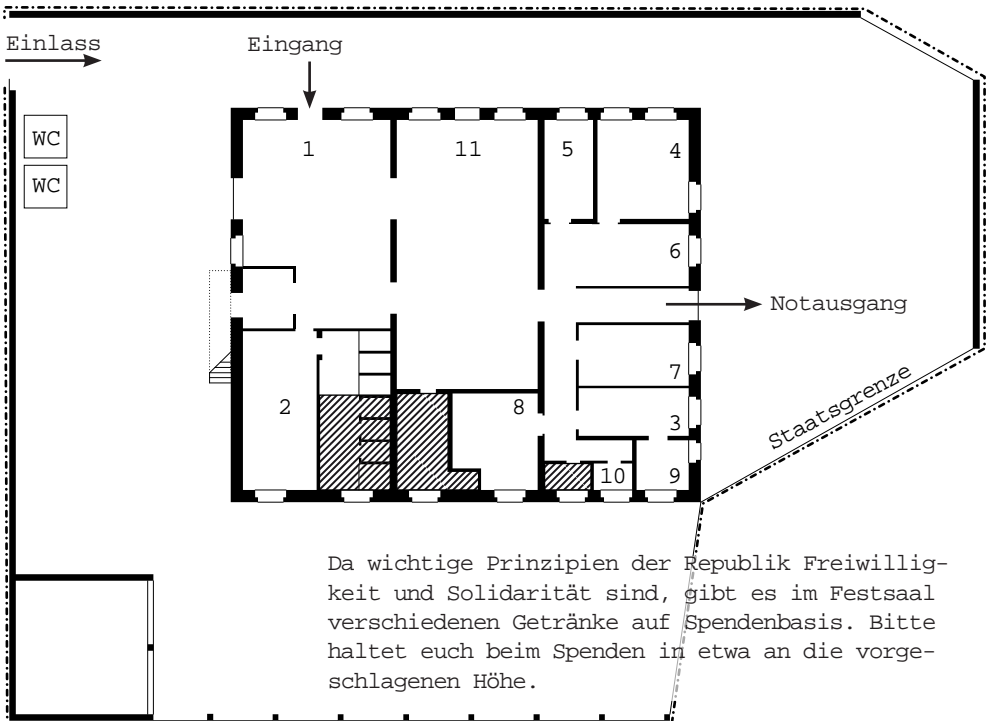 Einlass
Eingang
WC
WC
1
11
5
4
6
Notausgang
7
2
8
3
10
9
Staatsgrenze
Da wichtige Prinzipien der Republik Freiwillig-
keit und Solidarität sind, gibt es im Festsaal
verschiedenen Getränke auf Spendenbasis. Bitte
haltet euch beim Spenden in etwa an die vorge-
schlagenen Höhe.